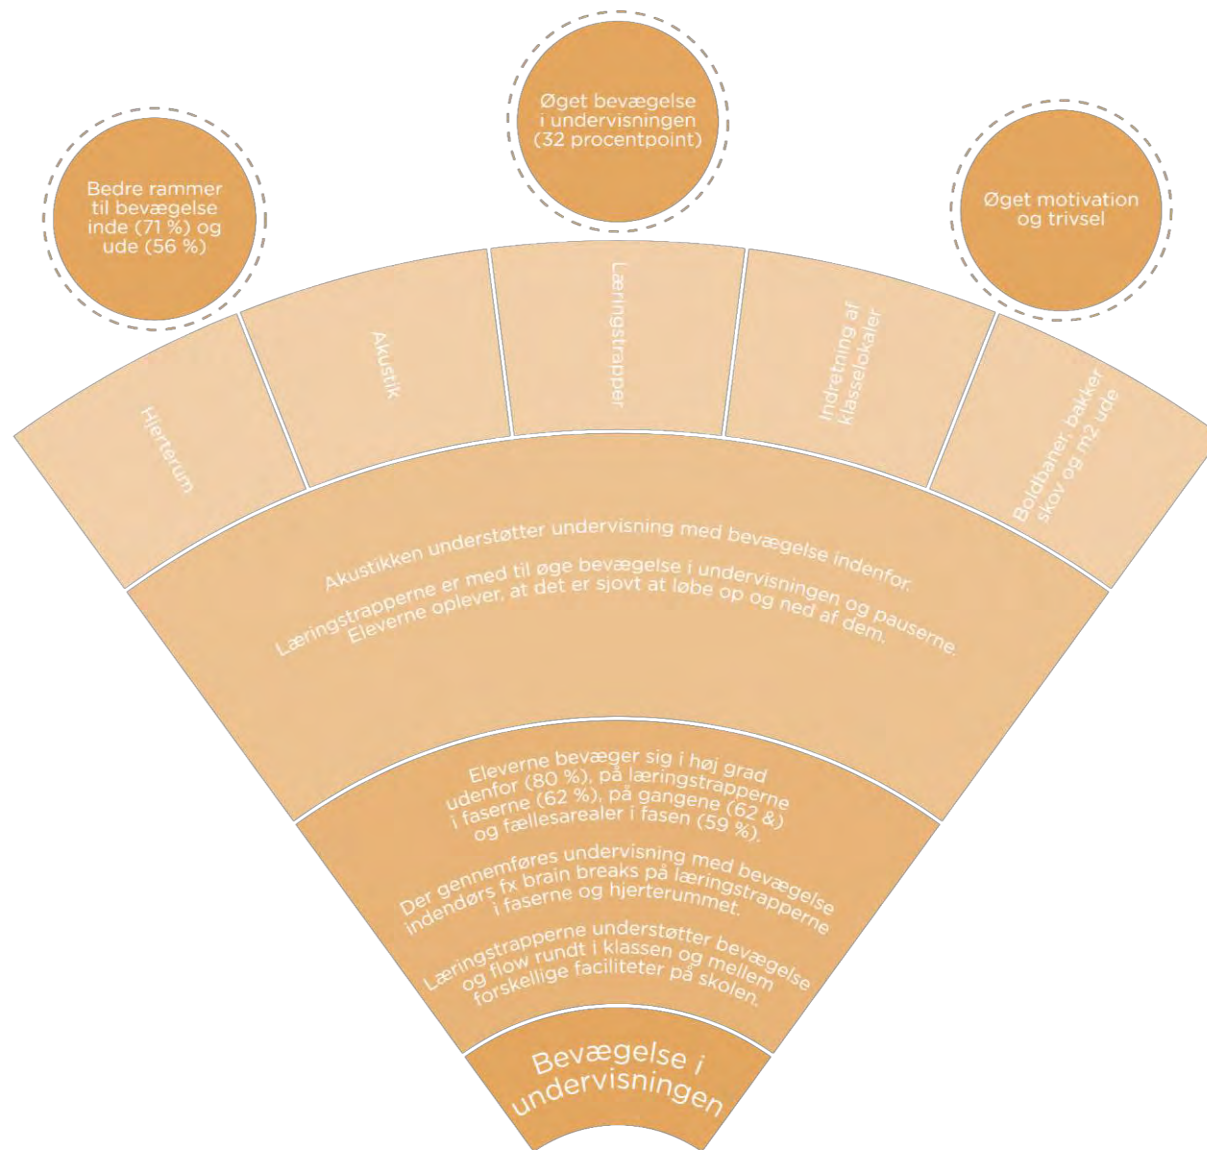 Øget bevægelse
i undervisningen
(32 procentpoint)
Bedre rammer
til bevægelse
inde (71 %) og
ude (56 %)
Øget motivation
og trivsel
Hjerterum
Akustik
Læringstrapper
Indretning af
klasselokaler
Boldbaner, bakker
skov og m2 ude
Akustikken understøtter undervisning med bevægelse indenfor.
Læringstrapperne er med til øge bevægelse i undervisningen og pauserne.
Eleverne oplever, at det er sjovt at løbe op og ned af dem.
Eleverne bevæger sig i høj grad
udenfor (80 %), på læringstrapperne
i faserne (62 %), på gangene (62 &)
og fællesarealer i fasen (59 %).
Der gennemføres undervisning med bevægelse
indendørs fx brain breaks på læringstrapperne
i faserne og hjerterummet.
Læringstrapperne understøtter bevægelse
og flow rundt i klassen og mellem
forskellige faciliteter på skolen.
Bevægelse i
undervisningen